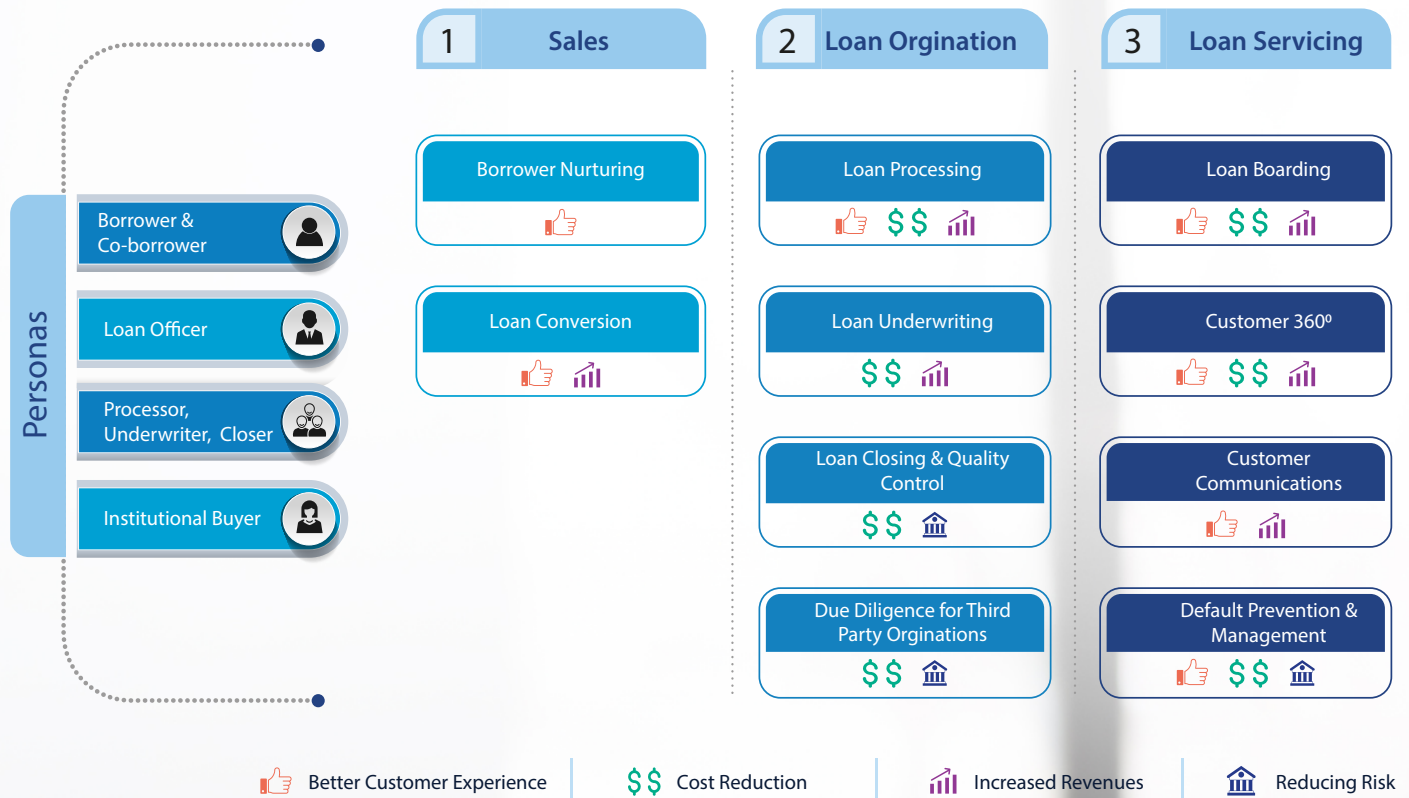 Personas
Borrower &
Co-borrower
Loan Officer
Processor,
Underwriter, Closer
Institutional Buyer
1 Sales
Borrower Nurturing
Loan Conversion
2 Loan Orgination
Loan Processing
$ $
Loan Underwriting
$ $
Loan Closing & Quality
Control
$ $
Due Diligence for Third
Party Orginations
$ $
3 Loan Servicing
Loan Boarding
$ $
Customer 360º
$ $
Customer
Communications
Default Prevention &
Management
$ $
Better Customer Experience
$ $ Cost Reduction
Increased Revenues
Reducing Risk